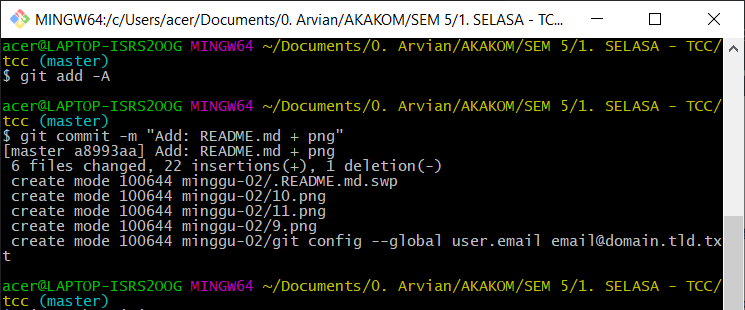 MINGW64:/c/Users/acer/Documents/0. Arvian/AKAKOM/SEM 5/1. SELASA - TC...
acer@LAPTOP-ISRS2OOG MINGW64 ~/Documents/0. Arvian/AKAKOM/SEM 5/1. SELASA - TCC/
tcc (master)
$ git add -A
acer@LAPTOP-ISRS2OOG MINGW64 ~/Documents/0. Arvian/AKAKOM/SEM 5/1. SELASA - TCC/
tcc (master)
$ git commit -m "Add: README.md + png"
[master a8993aa] Add: README.md + png
6 files changed, 22 insertions(+), 1 deletion(-)
create mode 100644 minggu-02/.README.md.swp
create mode 100644 minggu-02/10.png
create mode 100644 minggu-02/11.png
create mode 100644 minggu-02/9.png
create mode 100644 minggu-02/git config --global user.email email@domain.tld.tx
t
acer@LAPTOP-ISRS2OOG MINGW64 ~/Documents/0. Arvian/AKAKOM/SEM 5/1. SELASA - TCC/
tcc (master)